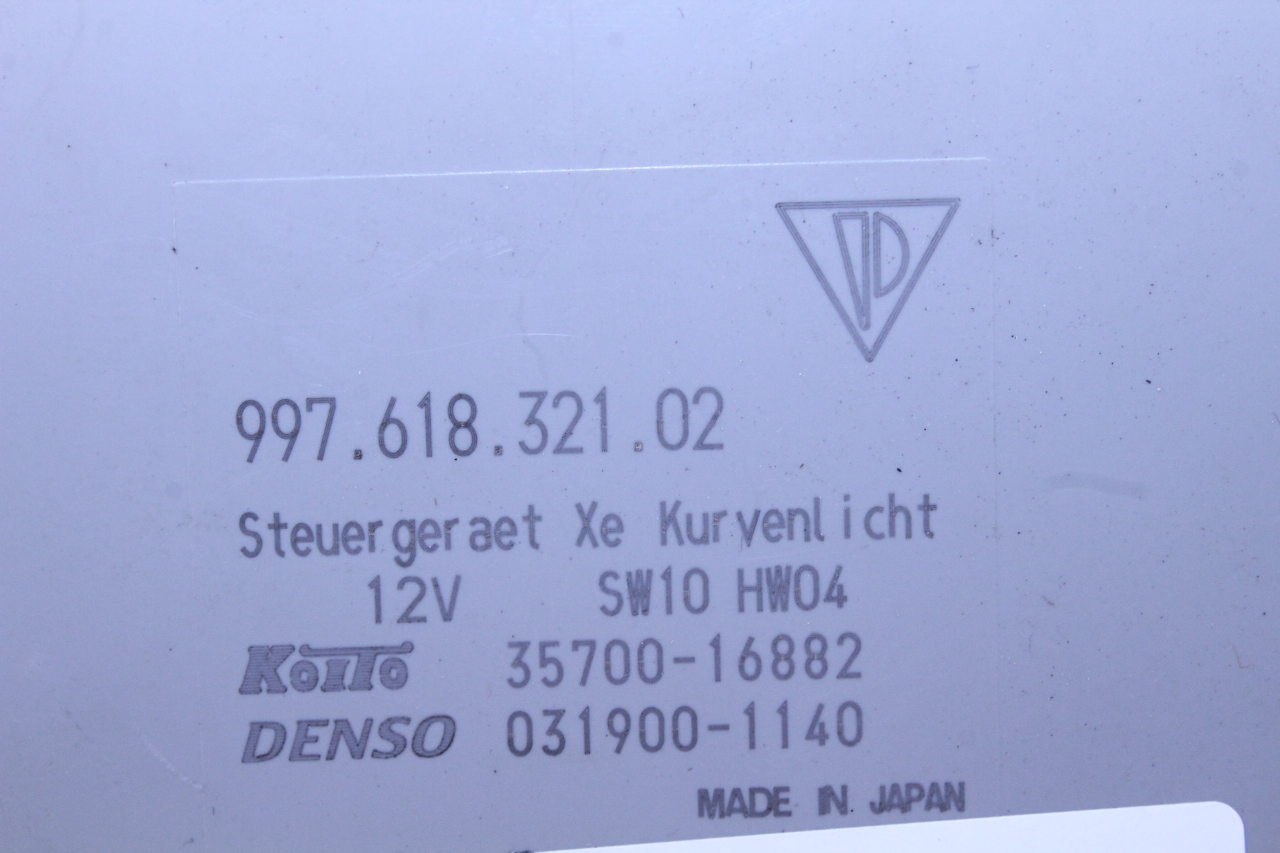 997.618.321.02
Steuergeraet Xe Kurvenlicht
12V SW10 HW04
KOITO 35700-16882
DENSO 031900-1140
MADE IN JAPAN